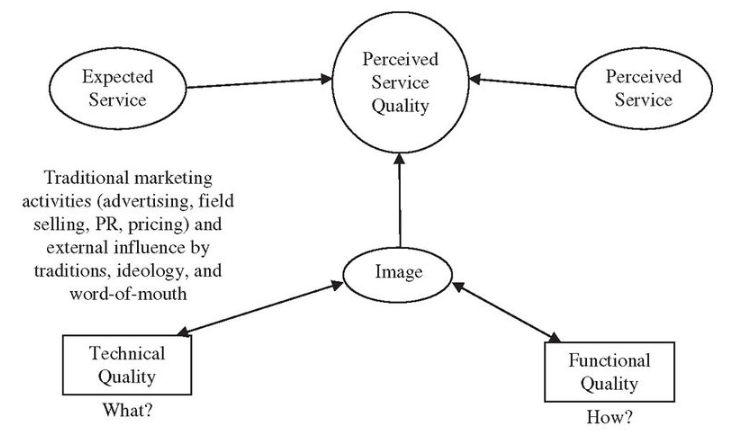 Expected
Service
Perceived
Service
Quality
Perceived
Service
Traditional marketing
activities (advertising, field
selling, PR, pricing) and
external influence by
traditions, ideology, and
word-of-mouth
Image
Technical
Quality
What?
Functional
Quality
How?